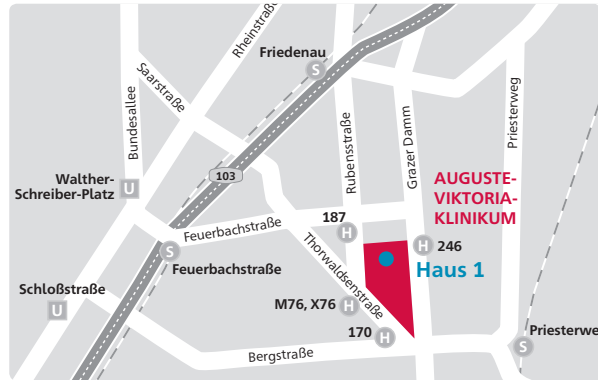 Rheinstraße
Friedenau
S
Saarstraße
Bundesallee
Rubensstraße
Grazer Damm
Priesterweg
103
Walther-
Schreiber-Platz
U
AUGUSTE-
VIKTORIA-
KLINIKUM
187
H
H
246
Feuerbachstraße
S
Feuerbachstraße
Haus 1
Thorwaldsenstraße
Schloßstraße
U
M76, X76
H
170
H
Bergstraße
Priesterwe
S